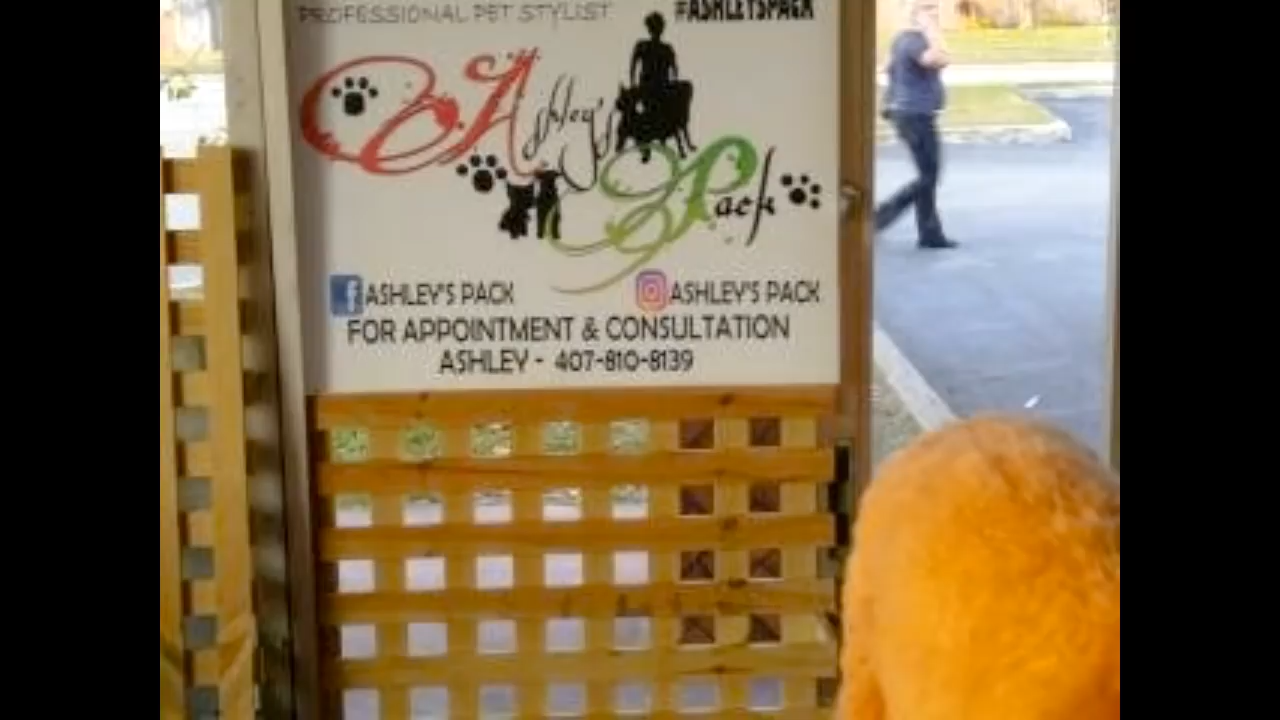 PROFESSIONAL PET STYLIST #ASHLEYSPACK
Ashley's
Pack
ASHLEY'S PACK ASHLEY'S PACK
FOR APPOINTMENT & CONSULTATION
ASHLEY - 407-810-8139